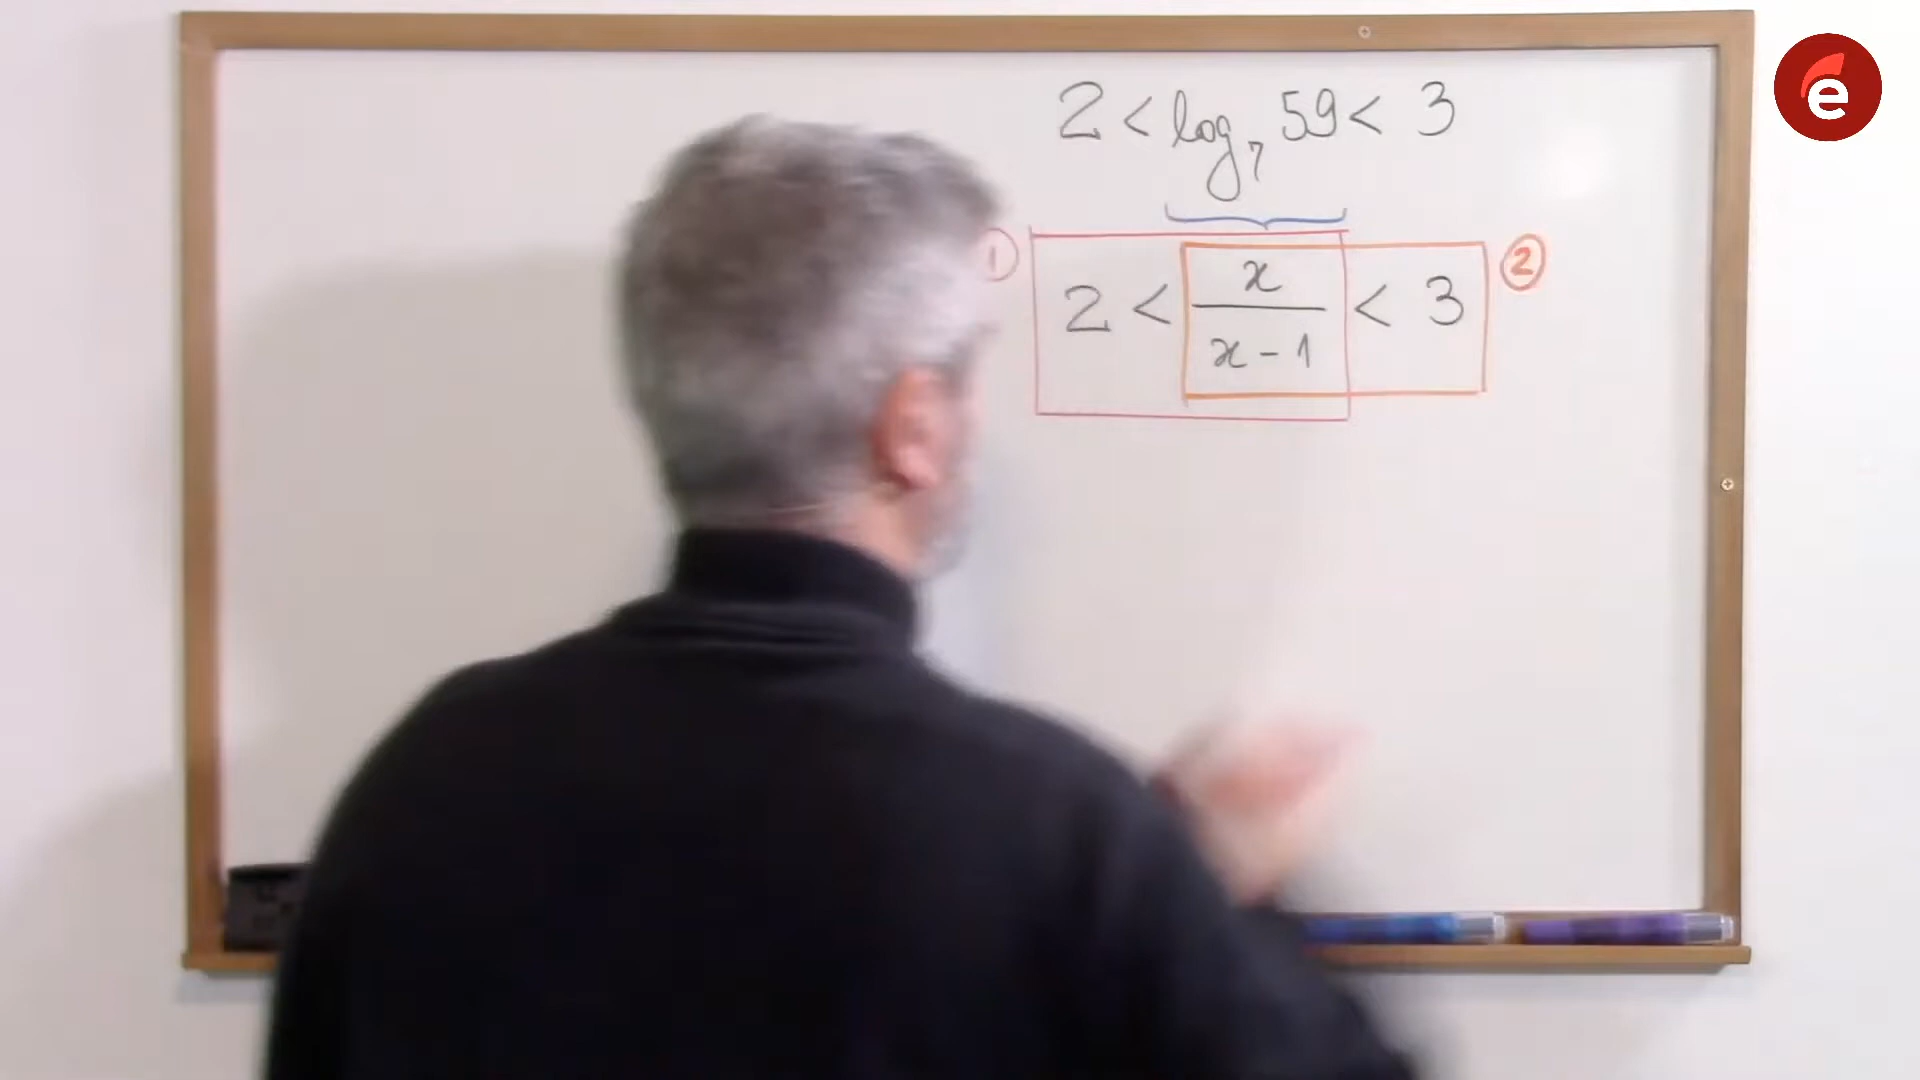 e
2 < log₇ 59 < 3
① 2 < x/(x-1) < 3 ②